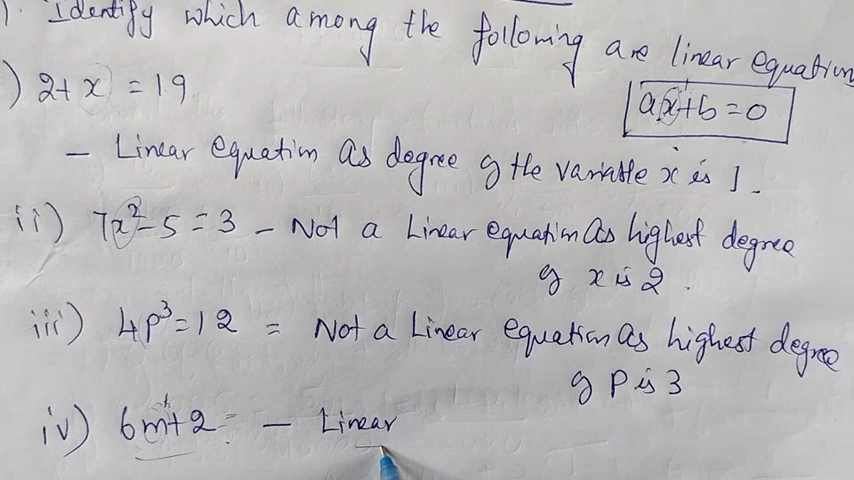 ). Identify which among the following are linear equation
) 2+x = 19
ax+b=0
- Linear equation as degree of the variable x is 1.
ii) 7x²-5=3 - Not a Linear equation as highest degree
of x is 2.
iii) 4p³=12 = Not a Linear equation as highest degree
of P is 3
iv) 6m+2 - Linear